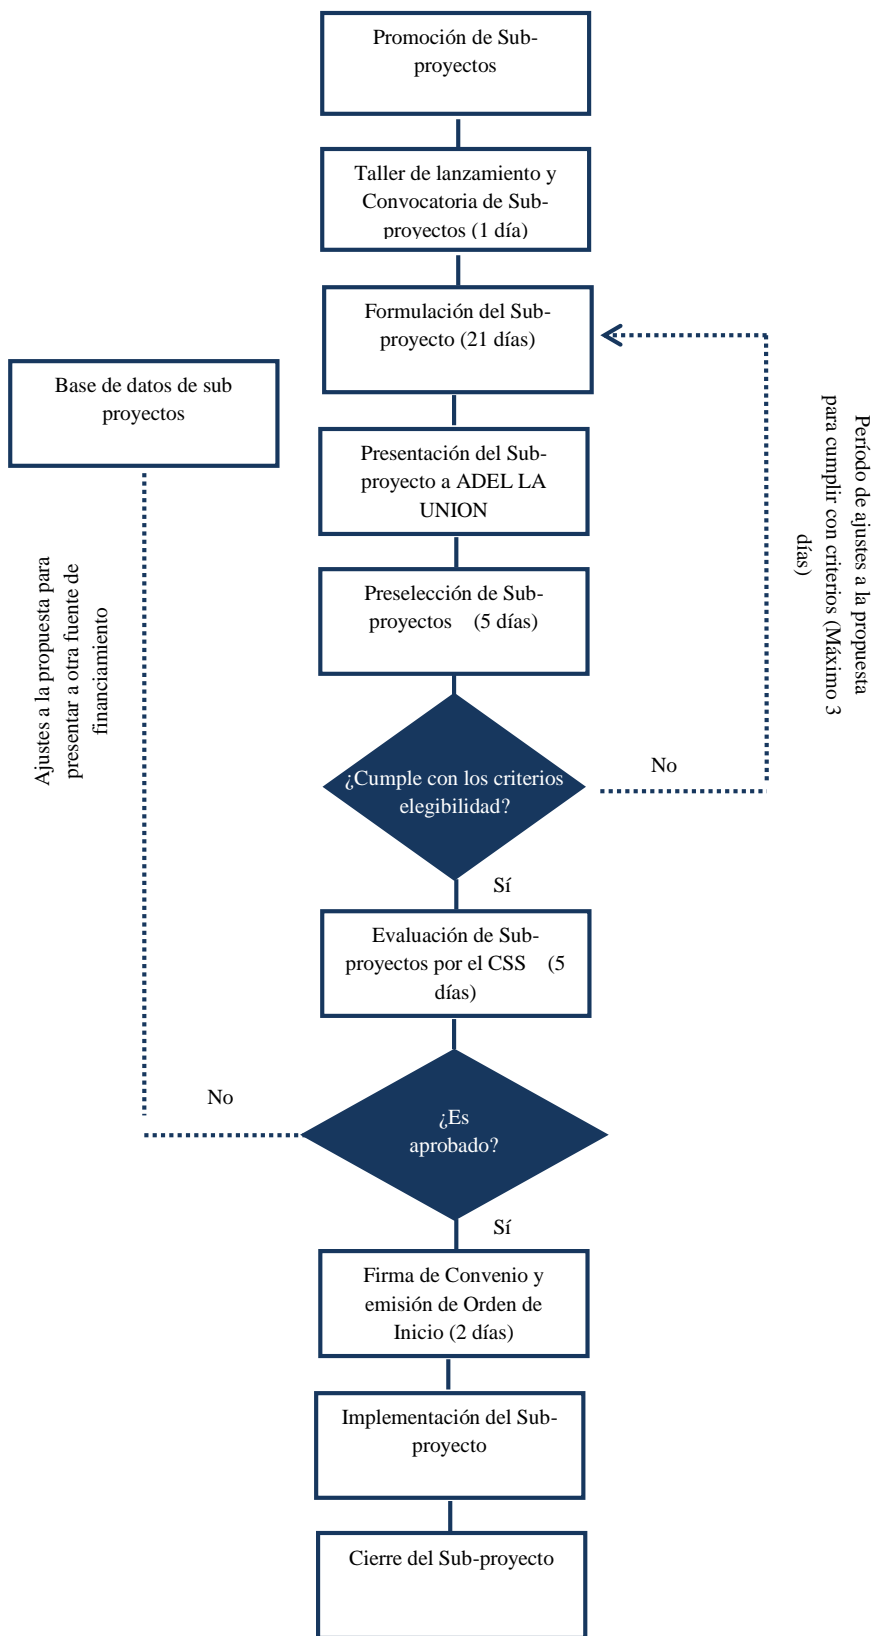 Promoción de Sub-
proyectos
Taller de lanzamiento y
Convocatoria de Sub-
proyectos (1 día)
Formulación del Sub-
proyecto (21 días)
Base de datos de sub
proyectos
Presentación del Sub-
proyecto a ADEL LA
UNION
Período de ajustes a la propuesta
para cumplir con criterios (Máximo 3
días)
Preselección de Sub-
proyectos (5 días)
Ajustes a la propuesta para
presentar a otra fuente de
financiamiento
¿Cumple con los criterios
elegibilidad?
No
Sí
Evaluación de Sub-
proyectos por el CSS (5
días)
No
¿Es
aprobado?
Sí
Firma de Convenio y
emisión de Orden de
Inicio (2 días)
Implementación del Sub-
proyecto
Cierre del Sub-proyecto